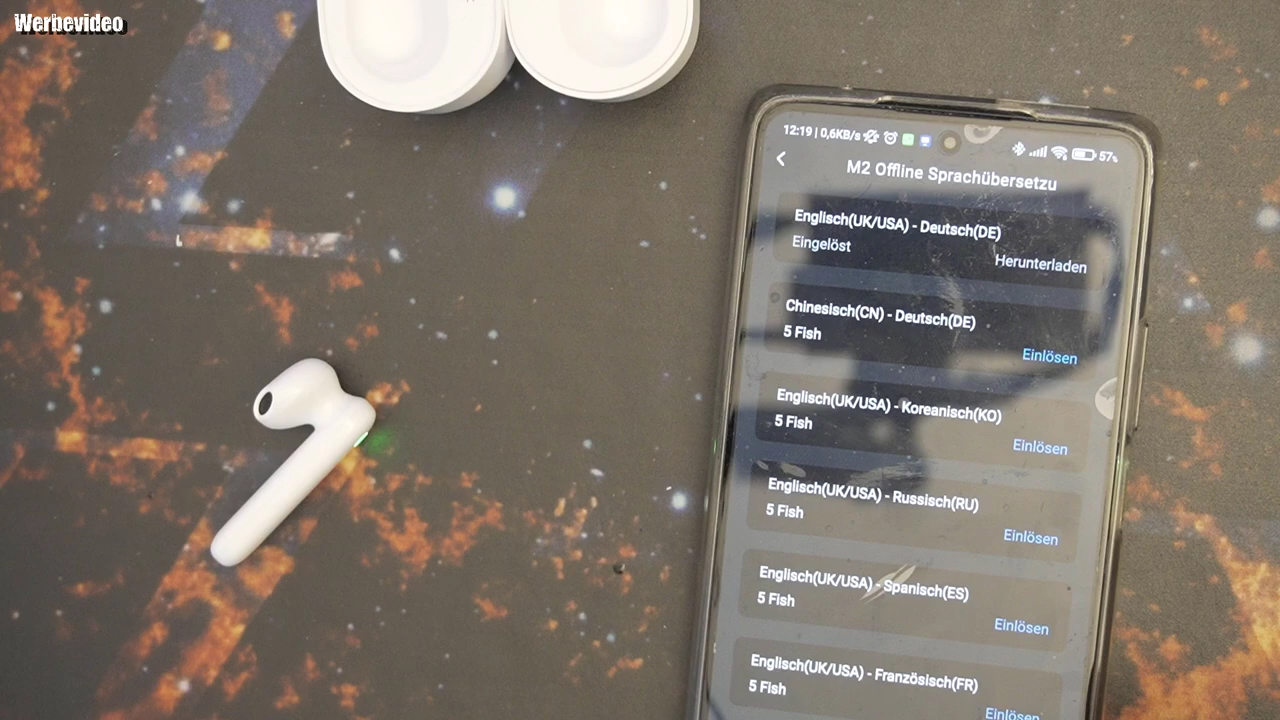 Werbevideo
12:19 | 0,6KB/s
57%
M2 Offline Sprachübersetzu
Englisch(UK/USA) - Deutsch(DE)
Eingelöst
Herunterladen
Chinesisch(CN) - Deutsch(DE)
5 Fish
Einlösen
Englisch(UK/USA) - Koreanisch(KO)
5 Fish
Einlösen
Englisch(UK/USA) - Russisch(RU)
5 Fish
Einlösen
Englisch(UK/USA) - Spanisch(ES)
5 Fish
Einlösen
Englisch(UK/USA) - Französisch(FR)
5 Fish
Einlösen